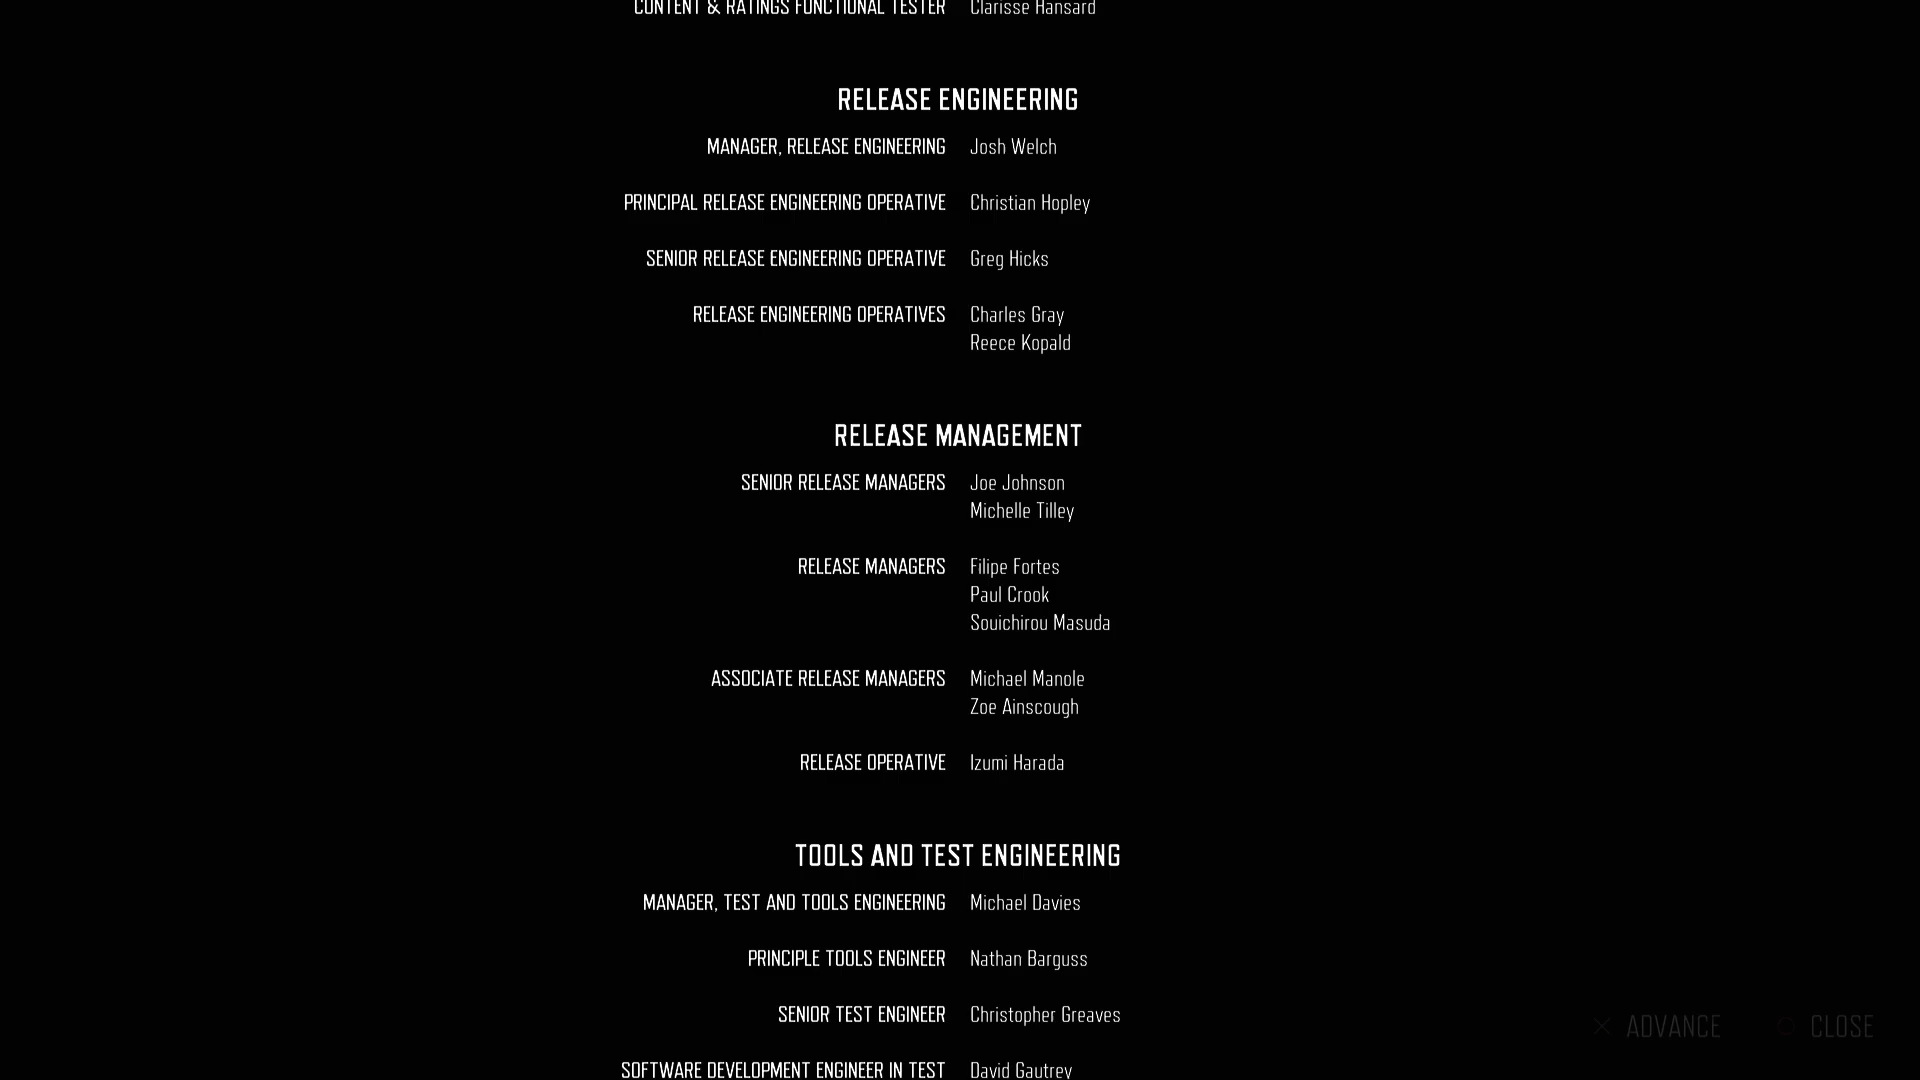 CONTENT & RATINGS FUNCTIONAL TESTER Clarisse Hansard
RELEASE ENGINEERING
MANAGER, RELEASE ENGINEERING Josh Welch
PRINCIPAL RELEASE ENGINEERING OPERATIVE Christian Hopley
SENIOR RELEASE ENGINEERING OPERATIVE Greg Hicks
RELEASE ENGINEERING OPERATIVES Charles Gray
Reece Kopald
RELEASE MANAGEMENT
SENIOR RELEASE MANAGERS Joe Johnson
Michelle Tilley
RELEASE MANAGERS Filipe Fortes
Paul Crook
Souichirou Masuda
ASSOCIATE RELEASE MANAGERS Michael Manole
Zoe Ainscough
RELEASE OPERATIVE Izumi Harada
TOOLS AND TEST ENGINEERING
MANAGER, TEST AND TOOLS ENGINEERING Michael Davies
PRINCIPLE TOOLS ENGINEER Nathan Barguss
SENIOR TEST ENGINEER Christopher Greaves
SOFTWARE DEVELOPMENT ENGINEER IN TEST David Gautrey
ADVANCE CLOSE